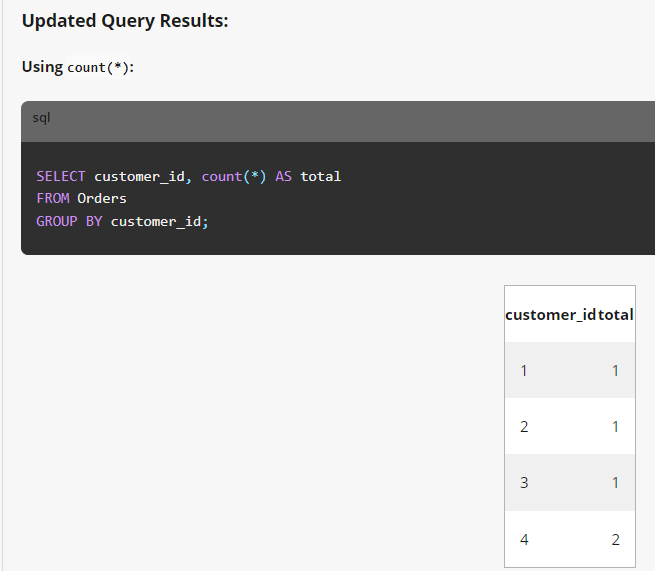 Updated Query Results:
Using count(*):
sql
SELECT customer_id, count(*) AS total
FROM Orders
GROUP BY customer_id;
customer_id total
1 1
2 1
3 1
4 2